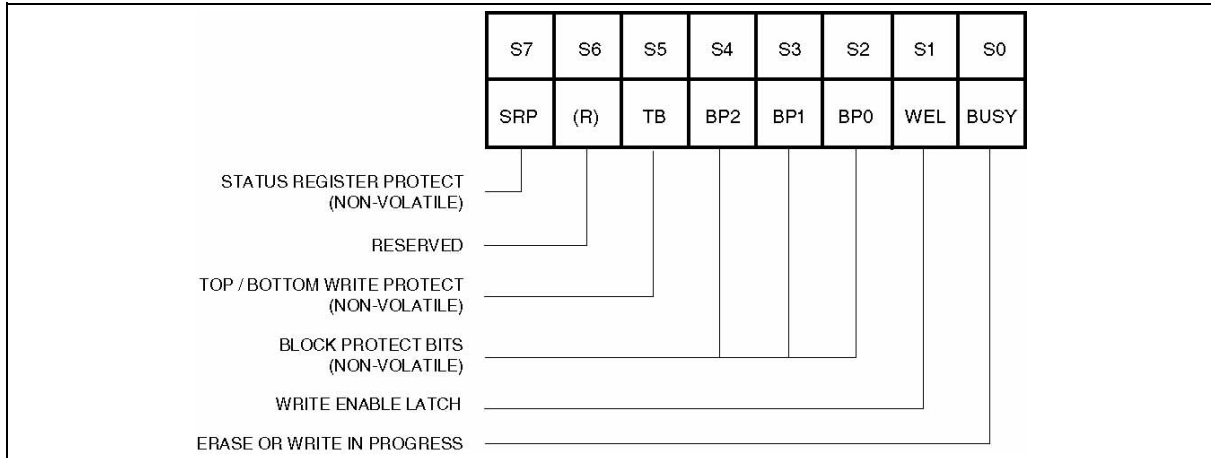 S7 S6 S5 S4 S3 S2 S1 S0
SRP (R) TB BP2 BP1 BP0 WEL BUSY
STATUS REGISTER PROTECT
(NON-VOLATILE)
RESERVED
TOP / BOTTOM WRITE PROTECT
(NON-VOLATILE)
BLOCK PROTECT BITS
(NON-VOLATILE)
WRITE ENABLE LATCH
ERASE OR WRITE IN PROGRESS